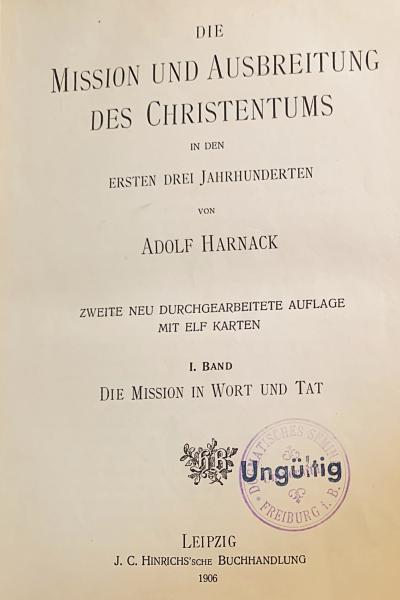 DIE
MISSION UND AUSBREITUNG
DES CHRISTENTUMS
IN DEN
ERSTEN DREI JAHRHUNDERTEN
VON
ADOLF HARNACK
ZWEITE NEU DURCHGEARBEITETE AUFLAGE
MIT ELF KARTEN
I. BAND
DIE MISSION IN WORT UND TAT
Ungültig
FREIBURG i. B.
LEIPZIG
J. C. HINRICHS'SCHE BUCHHANDLUNG
1906